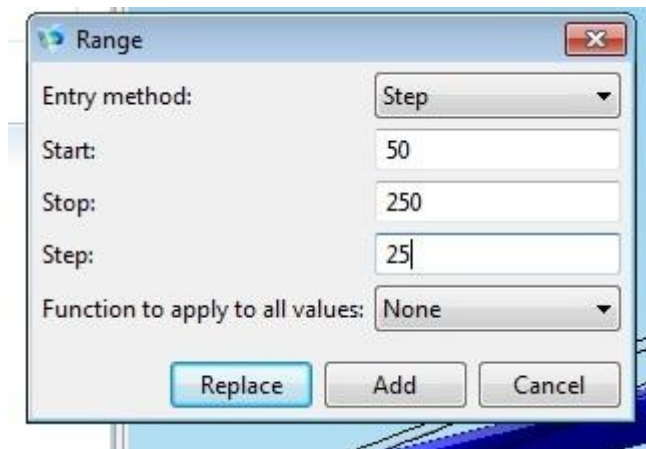 Range
Entry method: Step
Start: 50
Stop: 250
Step: 25
Function to apply to all values: None
Replace Add Cancel